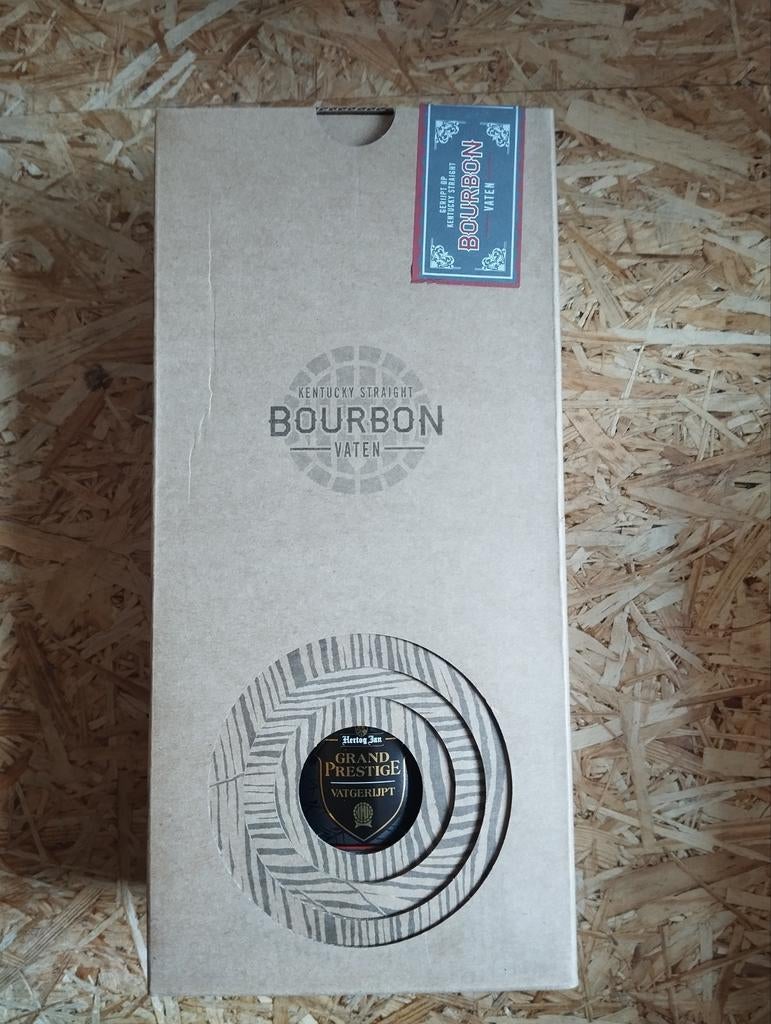 GERIJPT OP
KENTUCKY STRAIGHT
BOURBON
VATEN
KENTUCKY STRAIGHT
BOURBON
VATEN
Hertog Jan
GRAND
PRESTIGE
VATGERIJPT